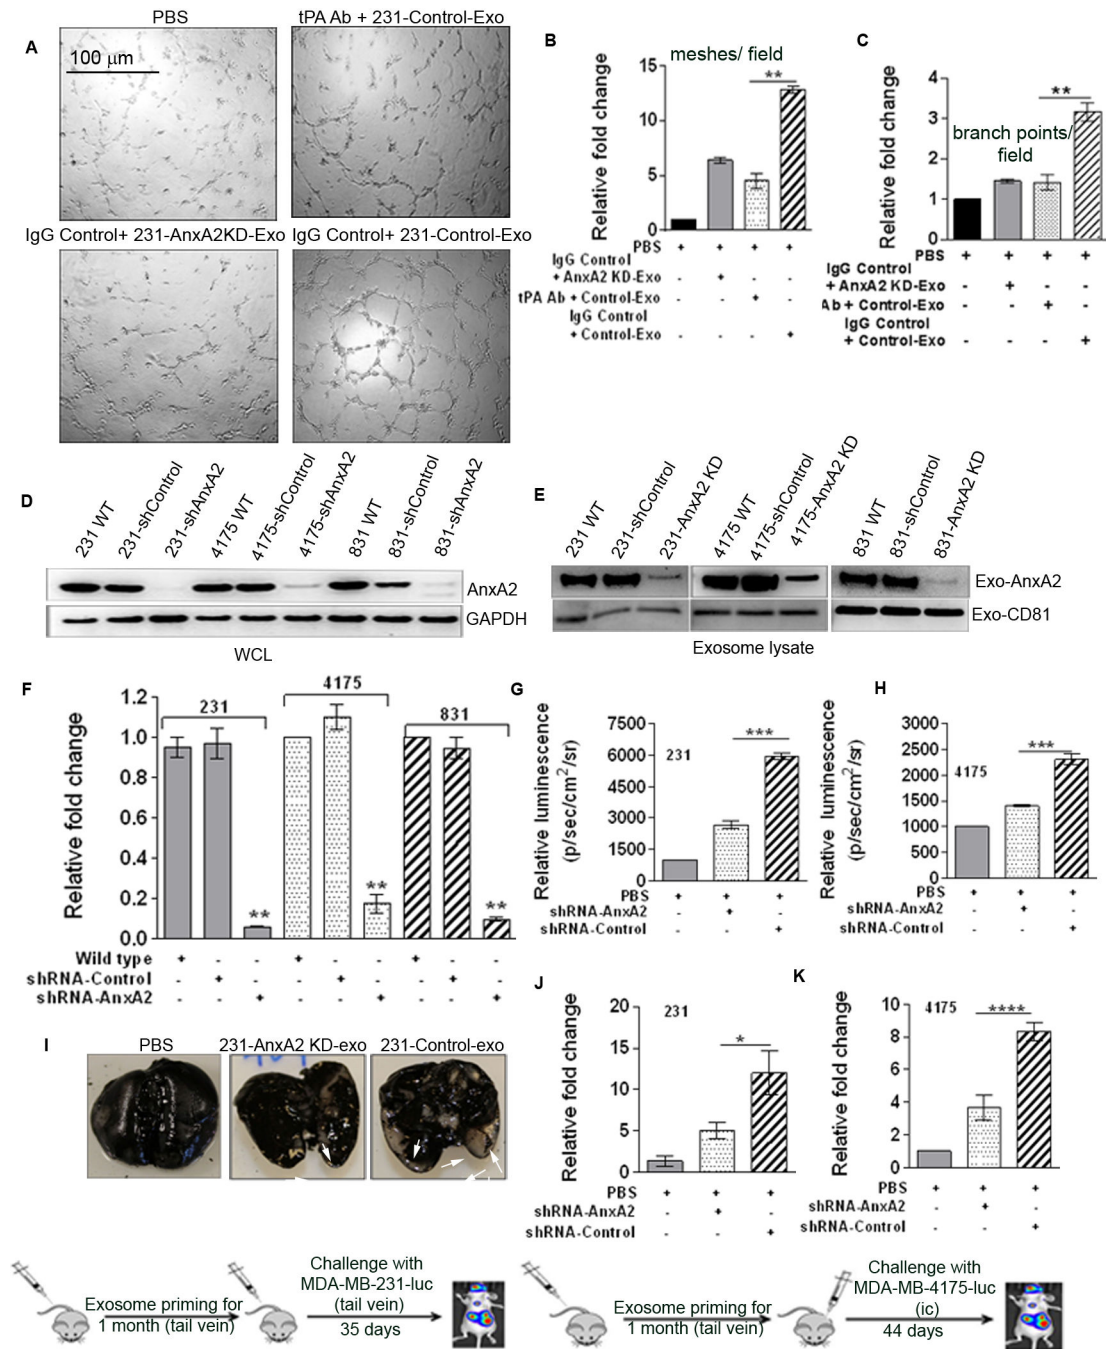 PBS
tPA Ab + 231-Control-Exo
A
100 µm
IgG Control+ 231-AnxA2KD-Exo
IgG Control+ 231-Control-Exo
B
meshes/ field
Relative fold change
15
10
5
0
**
PBS + + + +
IgG Control
+ AnxA2 KD-Exo - + - -
tPA Ab + Control-Exo - - + -
IgG Control
+ Control-Exo - - - +
C
branch points/
field
Relative fold change
4
3
2
1
0
**
PBS + + + +
IgG Control
+ AnxA2 KD-Exo - + - -
Ab + Control-Exo - - + -
IgG Control
+ Control-Exo - - - +
D
231 WT
231-shControl
231-shAnxA2
4175 WT
4175-shControl
4175-shAnxA2
831 WT
831-shControl
831-shAnxA2
AnxA2
GAPDH
WCL
E
231 WT
231-shControl
231-AnxA2 KD
4175 WT
4175-shControl
4175-AnxA2 KD
831 WT
831-shControl
831-AnxA2 KD
Exo-AnxA2
Exo-CD81
Exosome lysate
F
Relative fold change
1.2
1.0
0.8
0.6
0.4
0.2
0.0
231
4175
831
**
**
**
Wild type + - - + - - + - -
shRNA-Control - + - - + - - + -
shRNA-AnxA2 - - + - - + - - +
G
Relative luminescence
(p/sec/cm²/sr)
7500
6000
4500
3000
1500
0
231
***
PBS + + +
shRNA-AnxA2 - + -
shRNA-Control - - +
H
Relative luminescence
(p/sec/cm²/sr)
3000
2500
2000
1500
1000
500
0
4175
***
PBS + + +
shRNA-AnxA2 - + -
shRNA-Control - - +
I
PBS
231-AnxA2 KD-exo
231-Control-exo
J
Relative fold change
20
15
10
5
0
231
*
PBS + + +
shRNA-AnxA2 - + -
shRNA-Control - - +
K
Relative fold change
10
8
6
4
2
0
4175
****
PBS + + +
shRNA-AnxA2 - + -
shRNA-Control - - +
Exosome priming for
1 month (tail vein)
Challenge with
MDA-MB-231-luc
(tail vein)
35 days
Exosome priming for
1 month (tail vein)
Challenge with
MDA-MB-4175-luc
(ic)
44 days